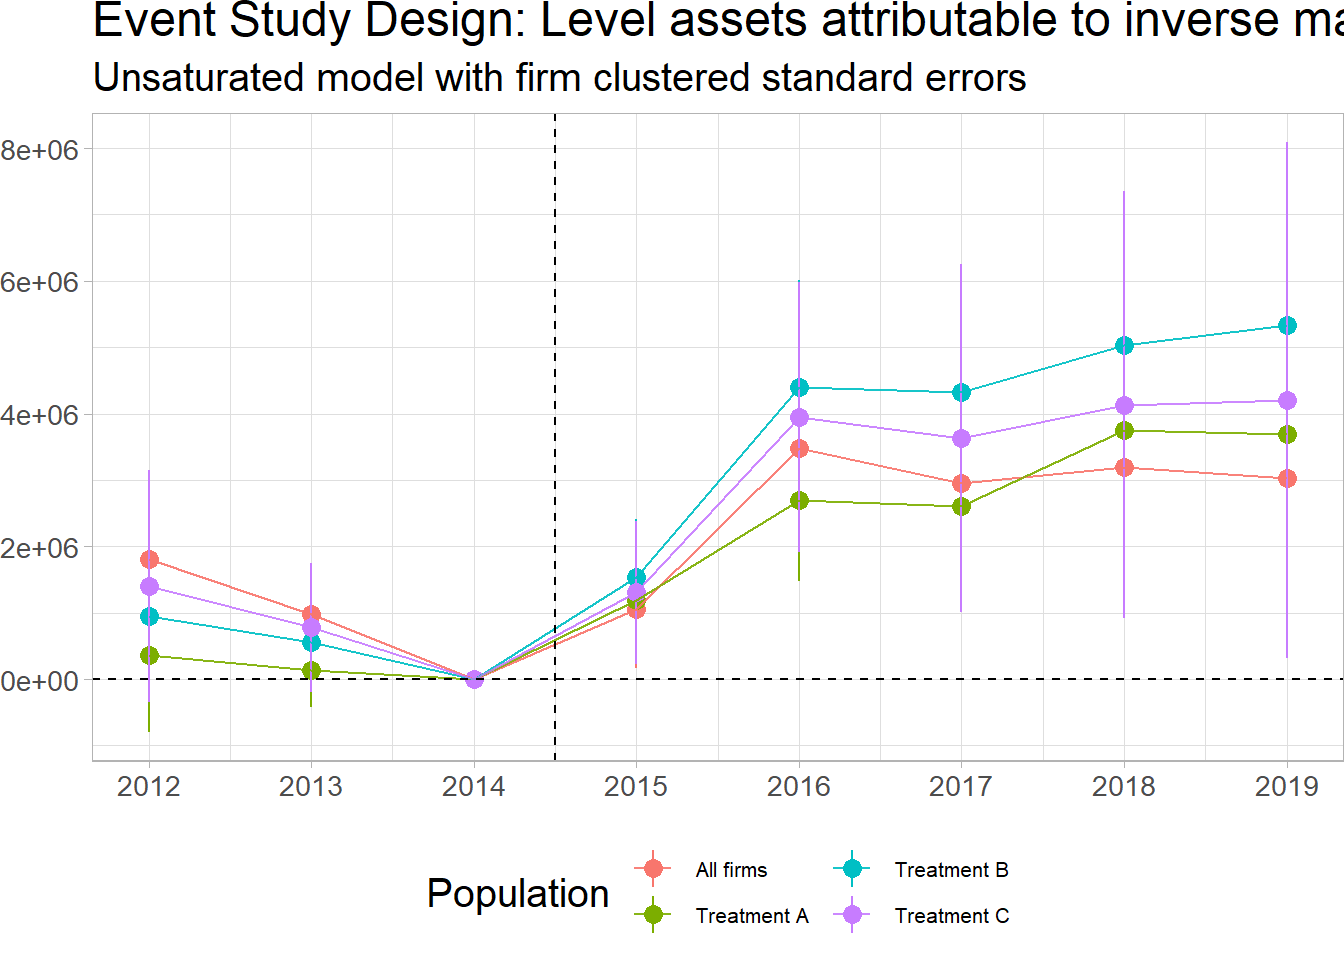 Event Study Design: Level assets attributable to inverse
Unsaturated model with firm clustered standard errors
8e+06
6e+06
4e+06
2e+06
0e+00
2012 2013 2014 2015 2016 2017 2018 2019
Population
All firms
Treatment A
Treatment B
Treatment C